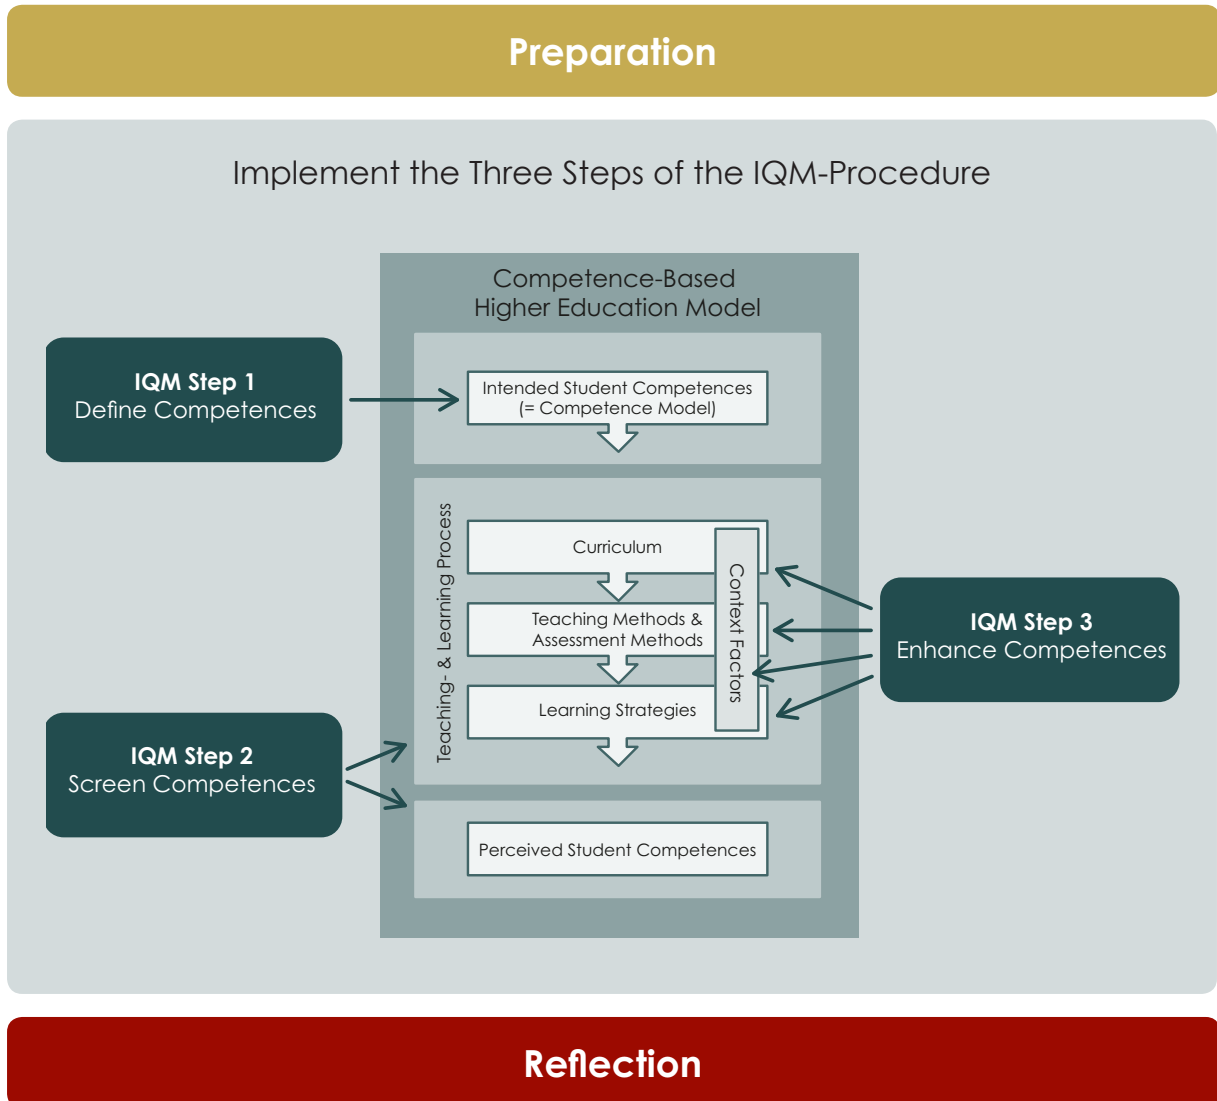 Preparation
Implement the Three Steps of the IQM-Procedure
Competence-Based
Higher Education Model
IQM Step 1
Define Competences
Intended Student Competences
(= Competence Model)
Teaching- & Learning Process
Curriculum
Teaching Methods &
Assessment Methods
Learning Strategies
Context Factors
IQM Step 3
Enhance Competences
IQM Step 2
Screen Competences
Perceived Student Competences
Reflection